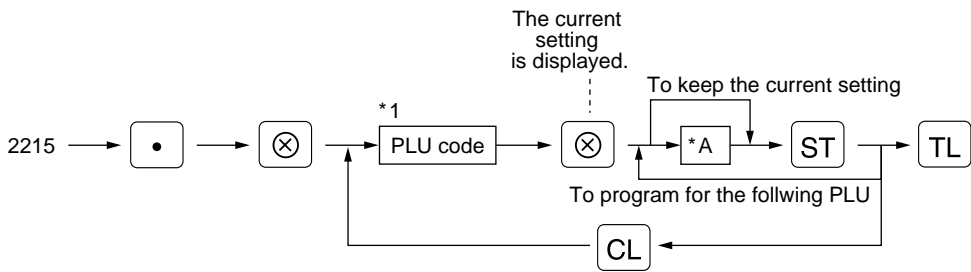 The current
setting
is displayed.
To keep the current setting
*1
2215
•
⊗
PLU code
⊗
*A
ST
TL
To program for the follwing PLU
CL